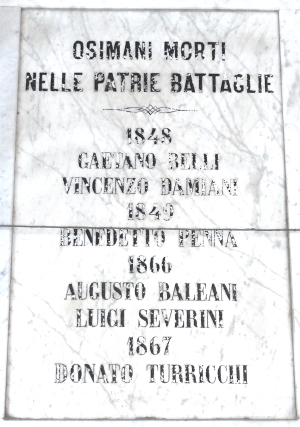 OSIMANI MORTI
NELLE PATRIE BATTAGLIE
1848
GAETANO BELLI
VINCENZO DAMIANI
1849
BENEDETTO PENNA
1866
AUGUSTO BALEANI
LUIGI SEVERINI
1867
DONATO TURRICCHI